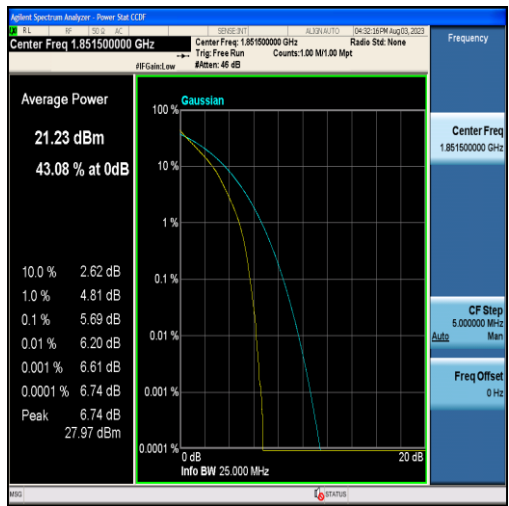 Agilent Spectrum Analyzer - Power Stat CCDF
RL RF 50 Ω AC SENSE:INT ALIGN AUTO 04:32:16 PM Aug 03, 2023
Center Freq 1.851500000 GHz
Center Freq: 1.851500000 GHz Radio Std: None
Trig: Free Run Counts:1.00 M/1.00 Mpt
#IFGain:Low #Atten: 46 dB
Frequency
Average Power
21.23 dBm
43.08 % at 0dB
10.0 % 2.62 dB
1.0 % 4.81 dB
0.1 % 5.69 dB
0.01 % 6.20 dB
0.001 % 6.61 dB
0.0001 % 6.74 dB
Peak 6.74 dB
27.97 dBm
Gaussian
100 %
10 %
1 %
0.1 %
0.01 %
0.001 %
0.0001 %
0 dB 20 dB
Info BW 25.000 MHz
Center Freq
1.851500000 GHz
CF Step
5.000000 MHz
Auto Man
Freq Offset
0 Hz
MSG STATUS